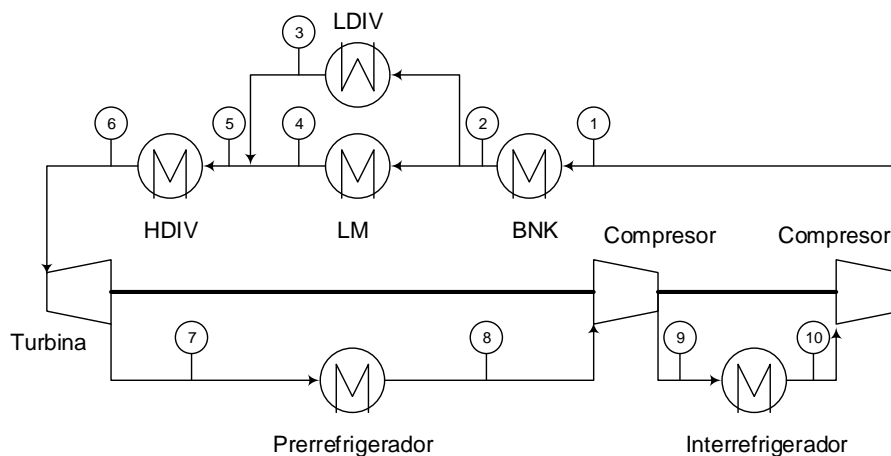 LDIV
3
6
5
4
2
1
HDIV
LM
BNK
Compresor
Compresor
Turbina
7
8
9
10
Prerrefrigerador
Interrefrigerador